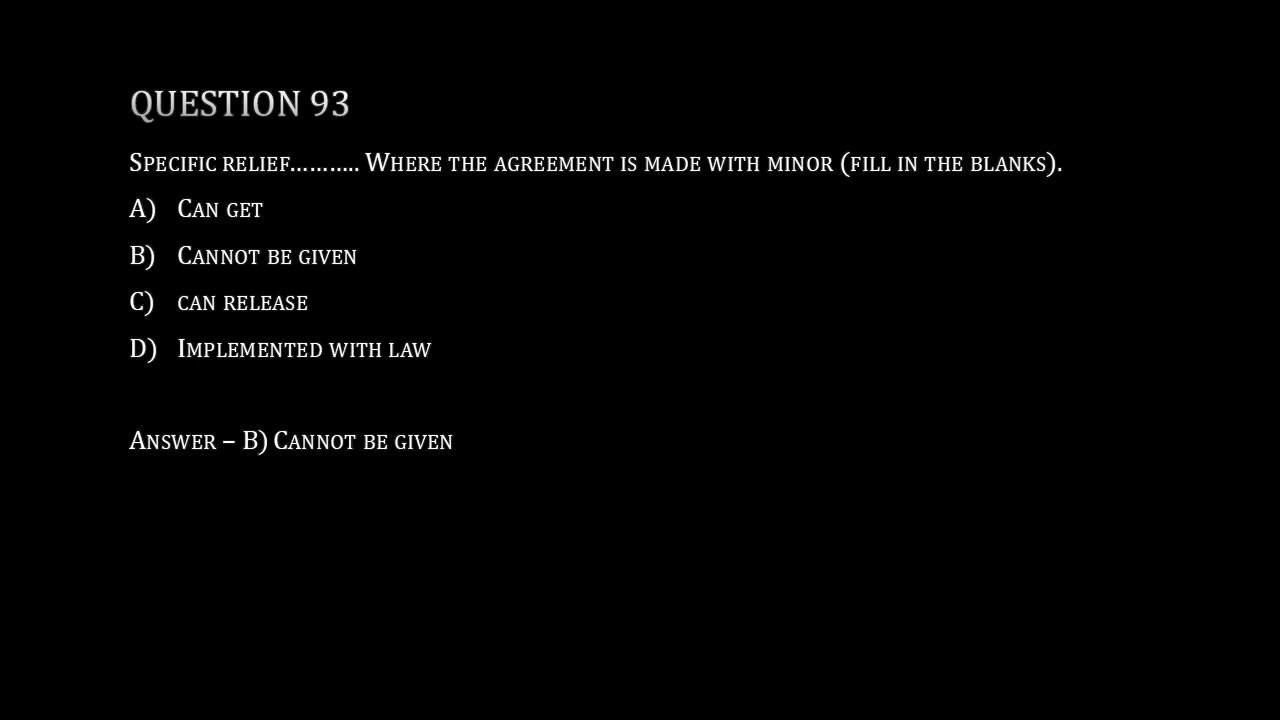 QUESTION 93
SPECIFIC RELIEF……….. WHERE THE AGREEMENT IS MADE WITH MINOR (FILL IN THE BLANKS).
A) CAN GET
B) CANNOT BE GIVEN
C) CAN RELEASE
D) IMPLEMENTED WITH LAW
ANSWER – B) CANNOT BE GIVEN